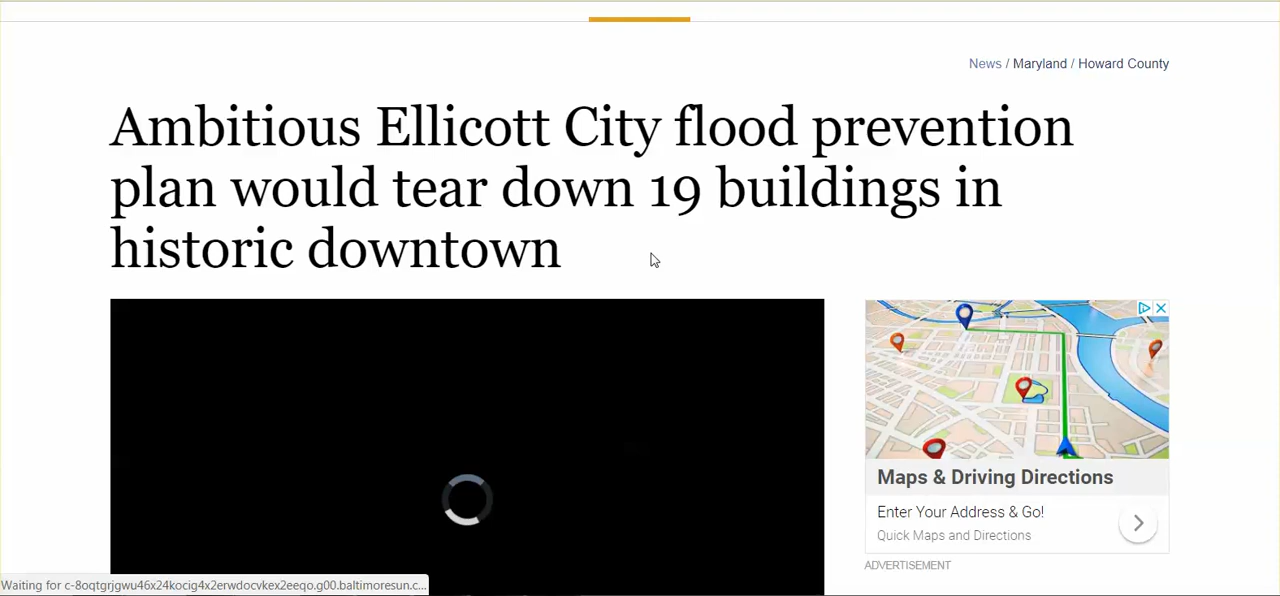 News / Maryland / Howard County
Ambitious Ellicott City flood prevention
plan would tear down 19 buildings in
historic downtown
Maps & Driving Directions
Enter Your Address & Go!
Quick Maps and Directions
ADVERTISEMENT
Waiting for c-8oqtgrjgwu46x24kocig4x2erwdocvkex2eeqo.g00.baltimoresun.c...